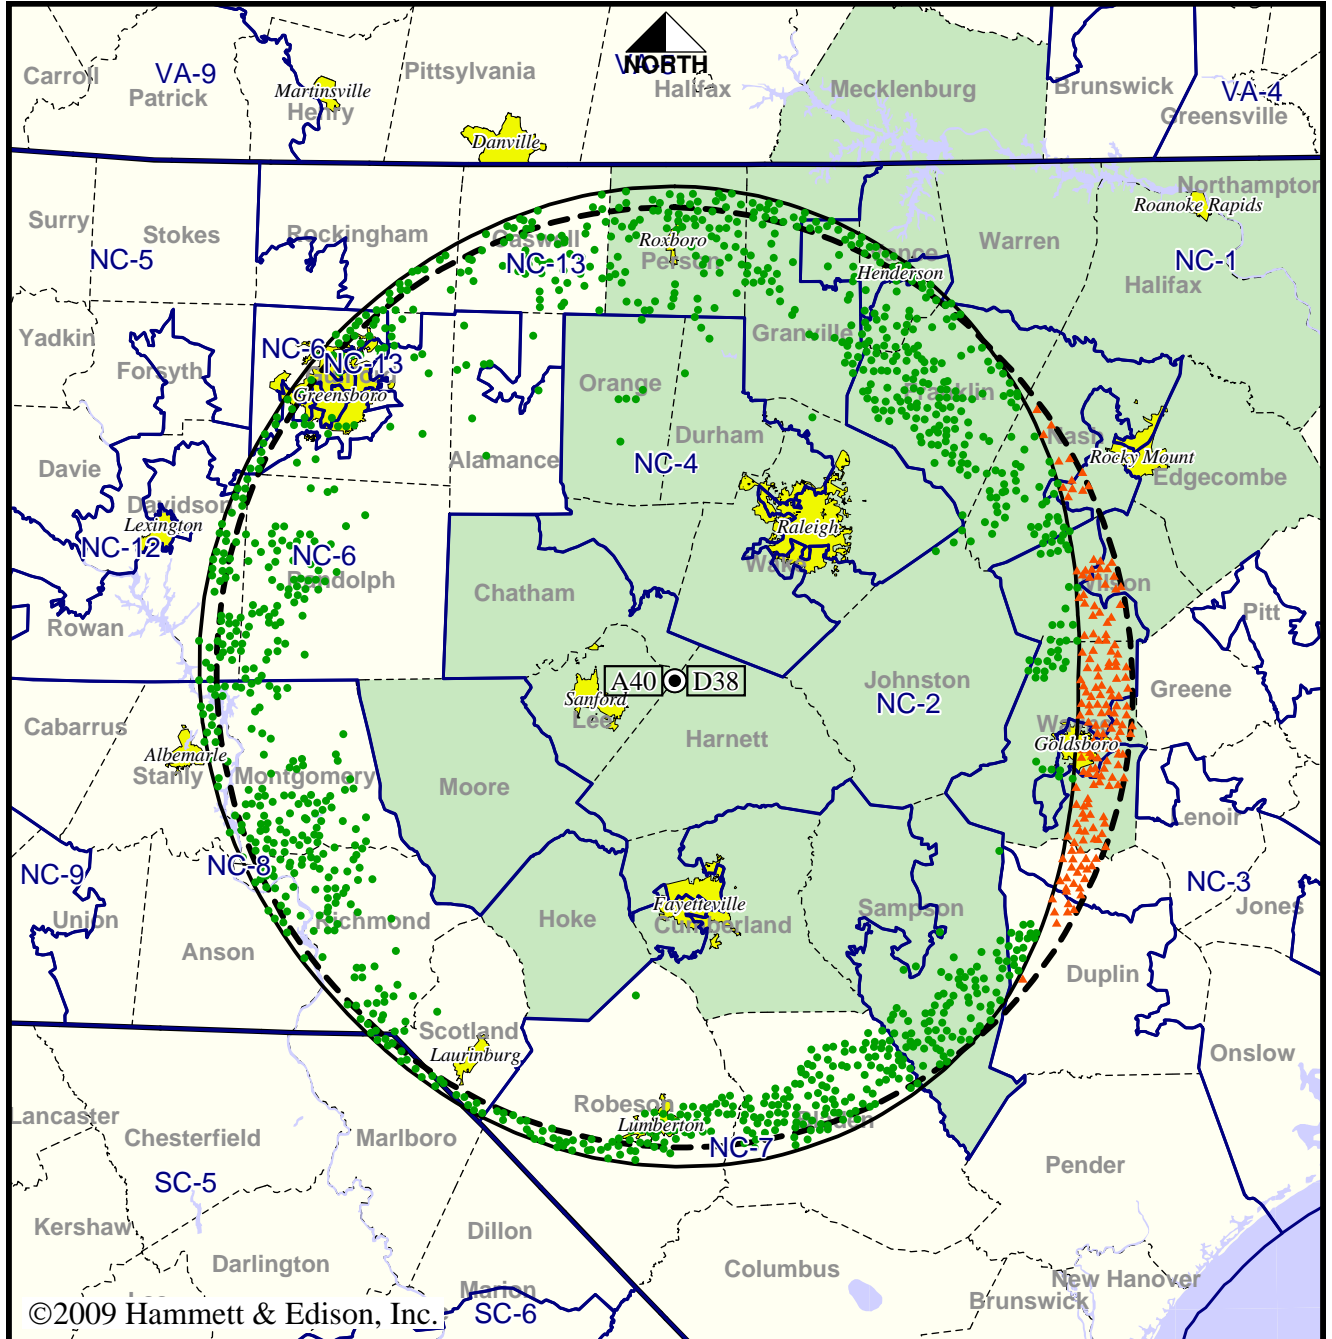 VA-9
Carroll
Patrick
Martinsville
Henry
Pittsylvania
Danville
NORTH
Halifax
Mecklenburg
Brunswick
VA-4
Greensville
Northampton
Roanoke Rapids
Surry
Stokes
NC-5
Rockingham
Caswell
NC-13
Roxboro
Person
Henderson
Warren
NC-1
Halifax
Yadkin
Forsyth
NC-6
NC-13
Greensboro
Granville
Orange
Franklin
Durham
NC-4
Alamance
Nash
Rocky Mount
Edgecombe
Davie
Davidson
Lexington
NC-12
Raleigh
Wake
NC-6
Randolph
Chatham
Wilson
Pitt
Rowan
A40
D38
Sanford
Lee
Johnston
NC-2
Greene
Cabarrus
Albemarle
Stanly
Montgomery
Moore
Harnett
Goldsboro
Lenoir
NC-9
NC-8
Union
Anson
Richmond
Hoke
Fayetteville
Cumberland
Sampson
NC-3
Jones
Duplin
Scotland
Laurinburg
Onslow
Lancaster
Chesterfield
Marlboro
SC-5
Robeson
Lumberton
NC-7
Bladen
Pender
Kershaw
Darlington
Dillon
Marion
SC-6
Columbus
New Hanover
Brunswick
©2009 Hammett & Edison, Inc.